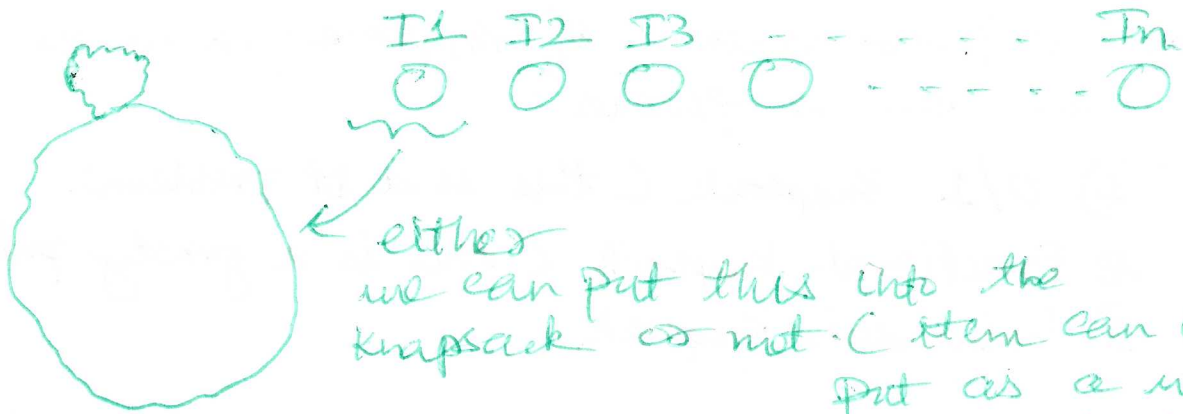 I1 I2 I3 - - - - - - In
either
we can put this into the
knapsack or not. ( item can
put as a